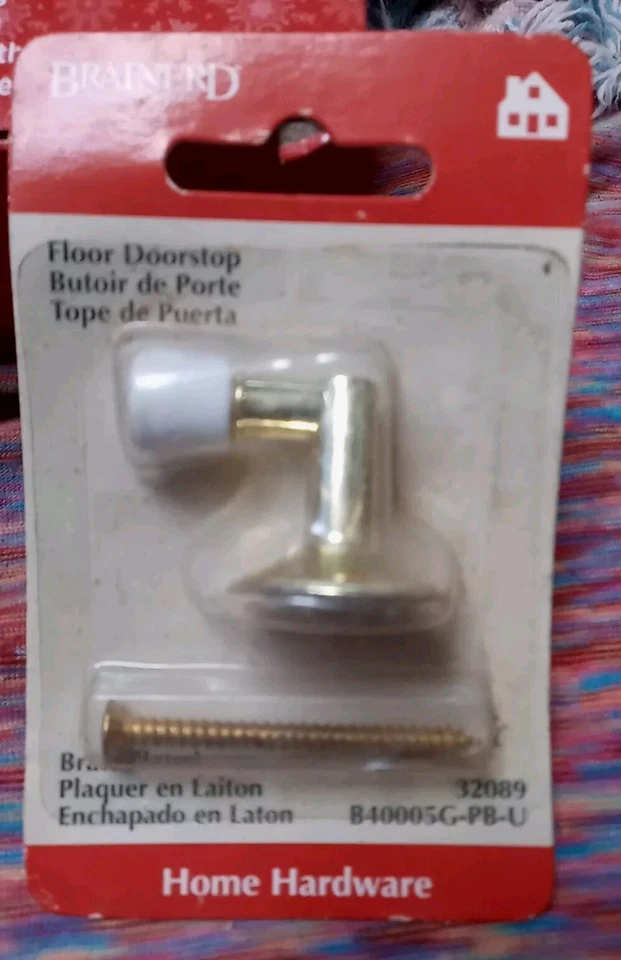 BRAINERD
Floor Doorstop
Butoir de Porte
Tope de Puerta
Plaquer en Laiton
32089
Enchapado en Laton
B40005G-PB-U
Home Hardware